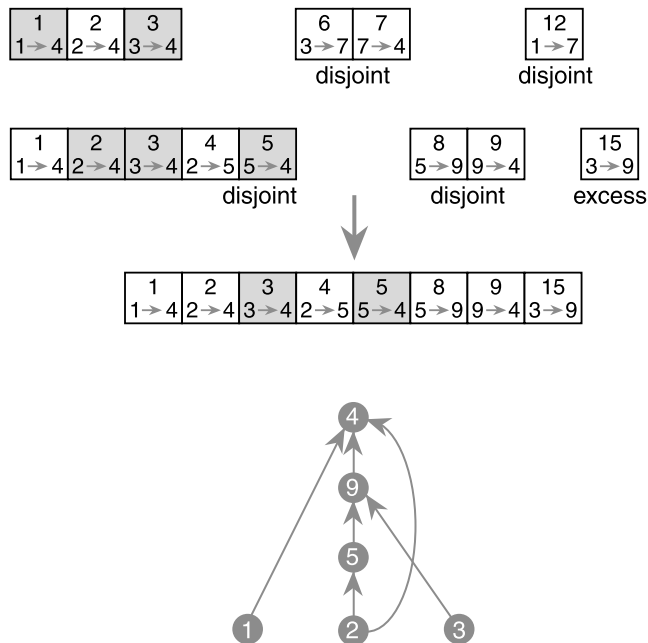 1 2 3 6 7 12
1→4 2→4 3→4 3→7 7→4 1→7
disjoint disjoint
1 2 3 4 5 8 9 15
1→4 2→4 3→4 2→5 5→4 5→9 9→4 3→9
disjoint disjoint excess
1 2 3 4 5 8 9 15
1→4 2→4 3→4 2→5 5→4 5→9 9→4 3→9
4
9
5
1 2 3